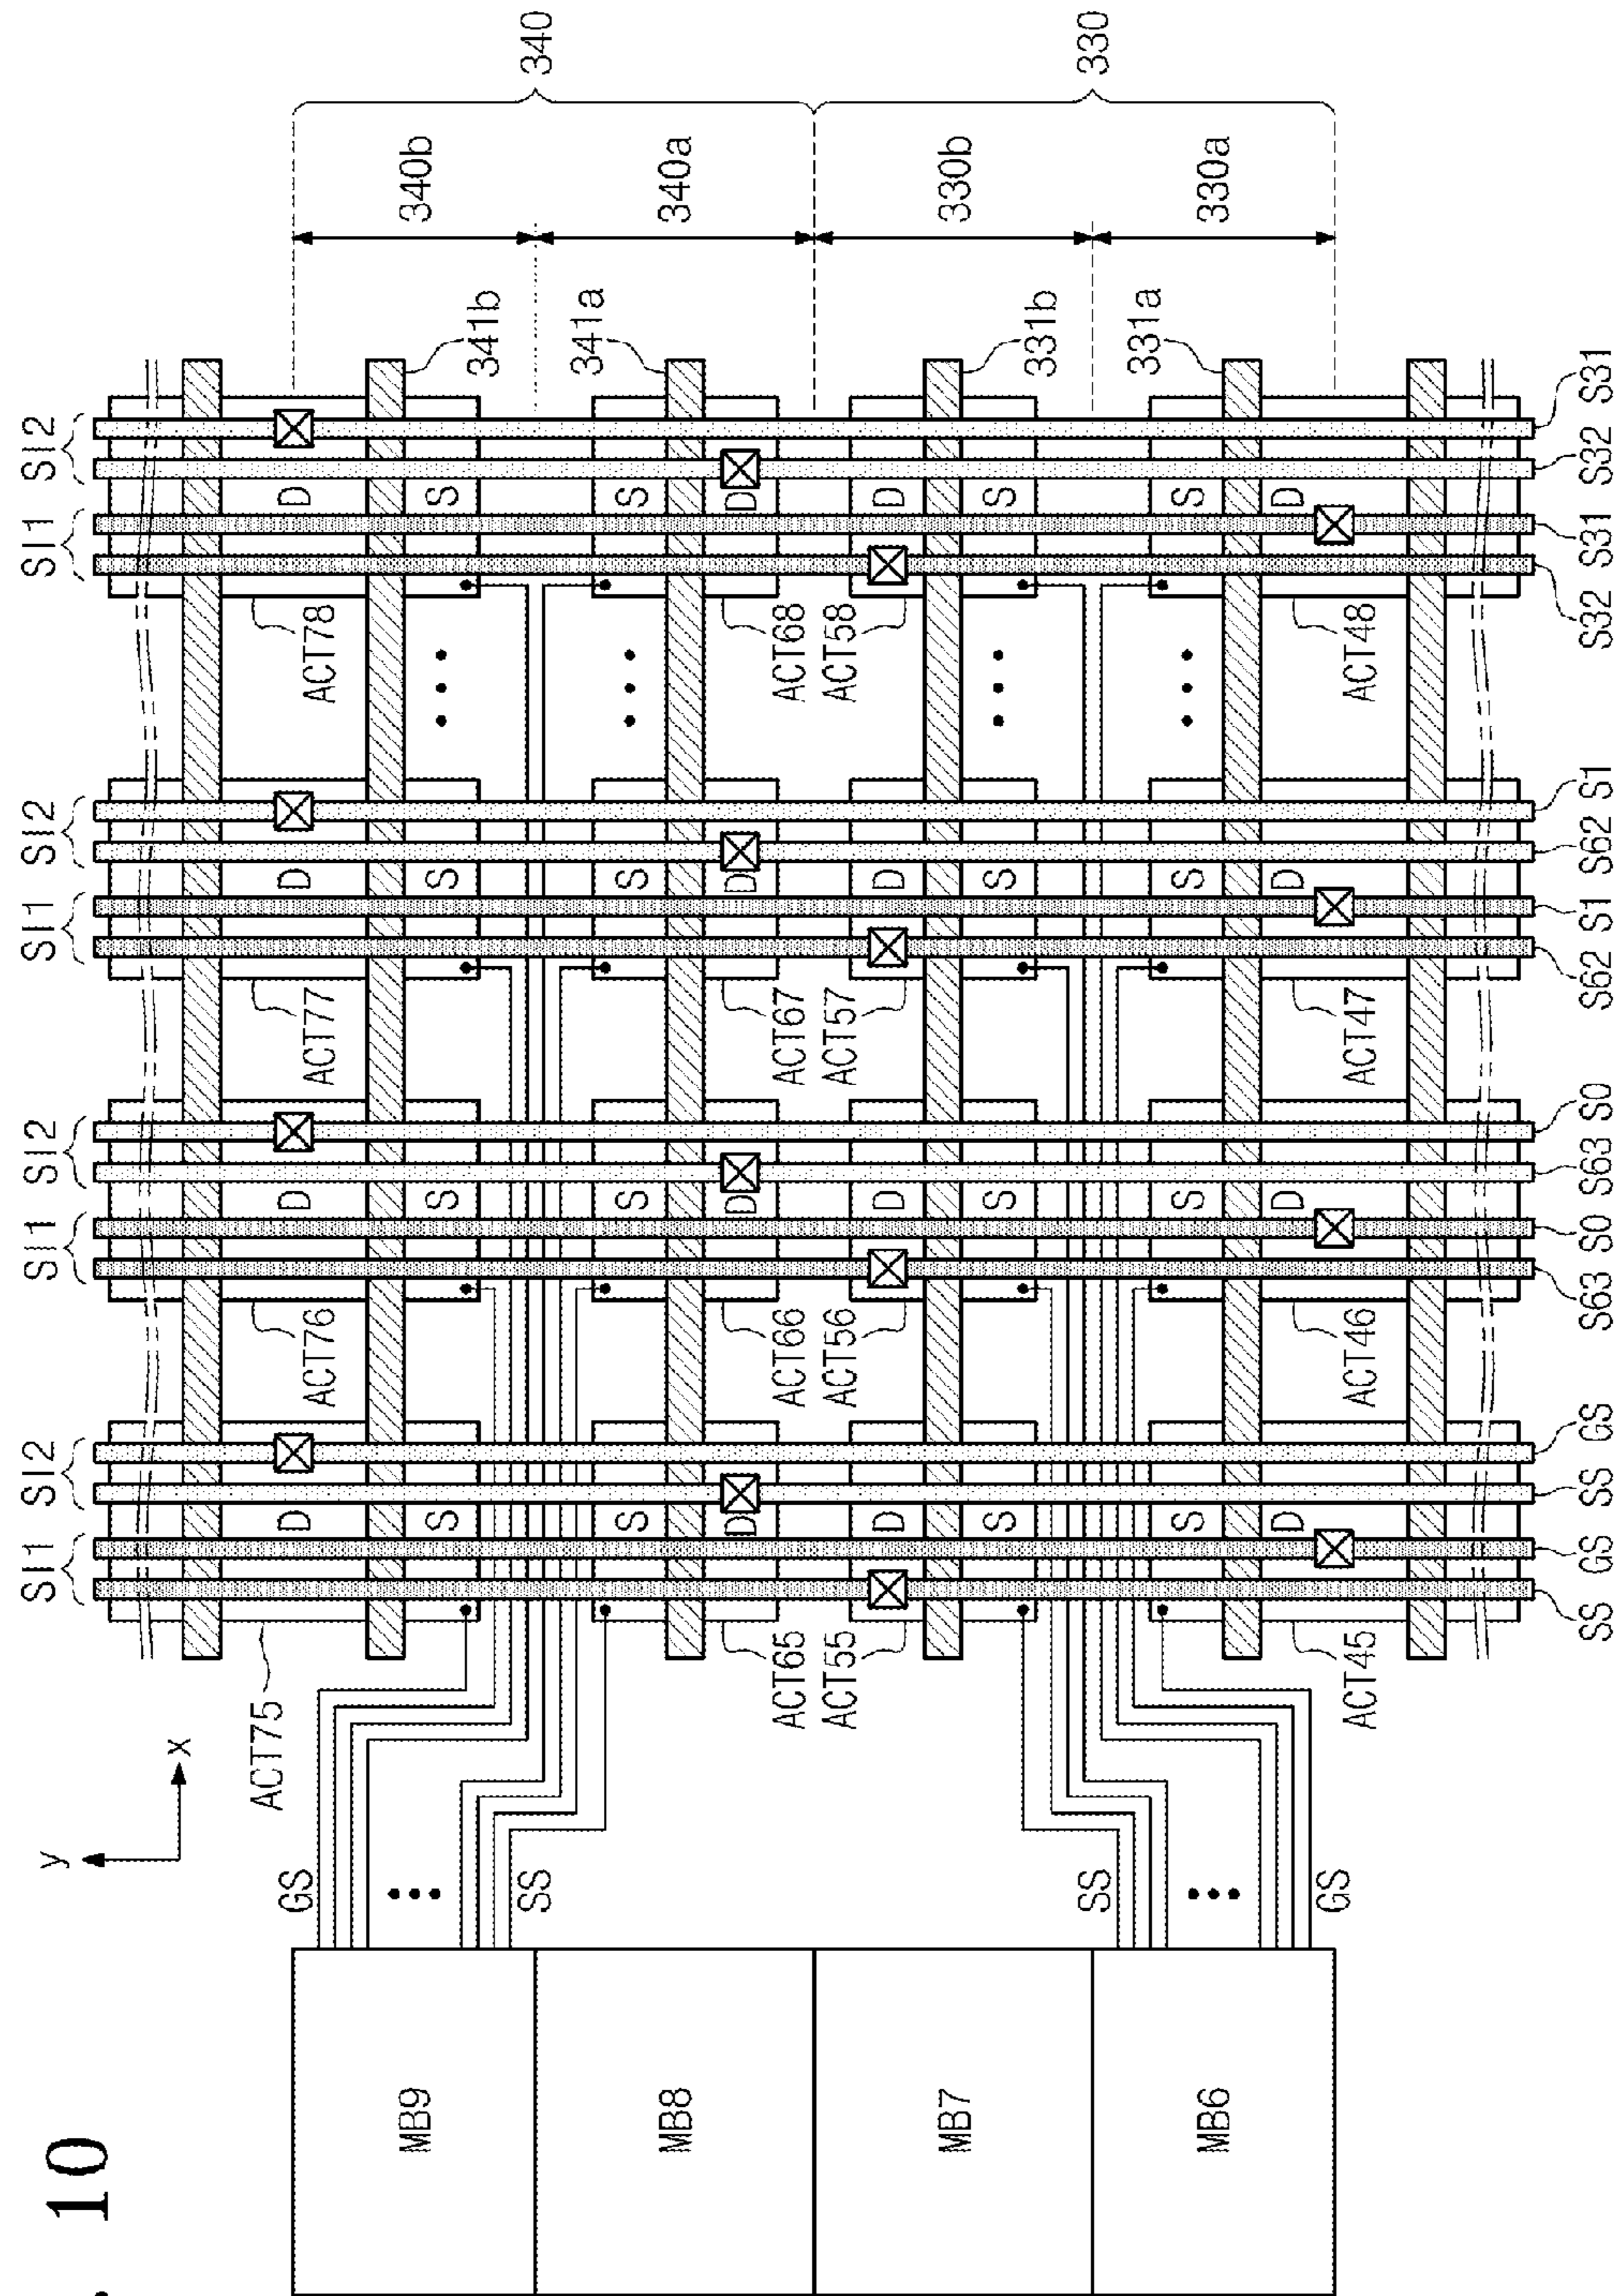 . 10
SI1 SI2 SI1 SI2 SI1 SI2 SI1 SI2
y
x
ACT75
ACT76
ACT77
ACT78
GS
D D D D
MB9
S S S S
341b
340b
340
SS
S S S S
341a
MB8
D D D D
340a
ACT65
ACT66
ACT67
ACT68
ACT55
ACT56
ACT57
ACT58
D D D D
MB7
330b
S S S S
331b
SS
330
S S S S
331a
MB6
330a
D D D D
GS
ACT45
ACT46
ACT47
ACT48
SS GS SS GS S63 S0 S63 S0 S62 S1 S62 S1 S32 S31 S32 S31